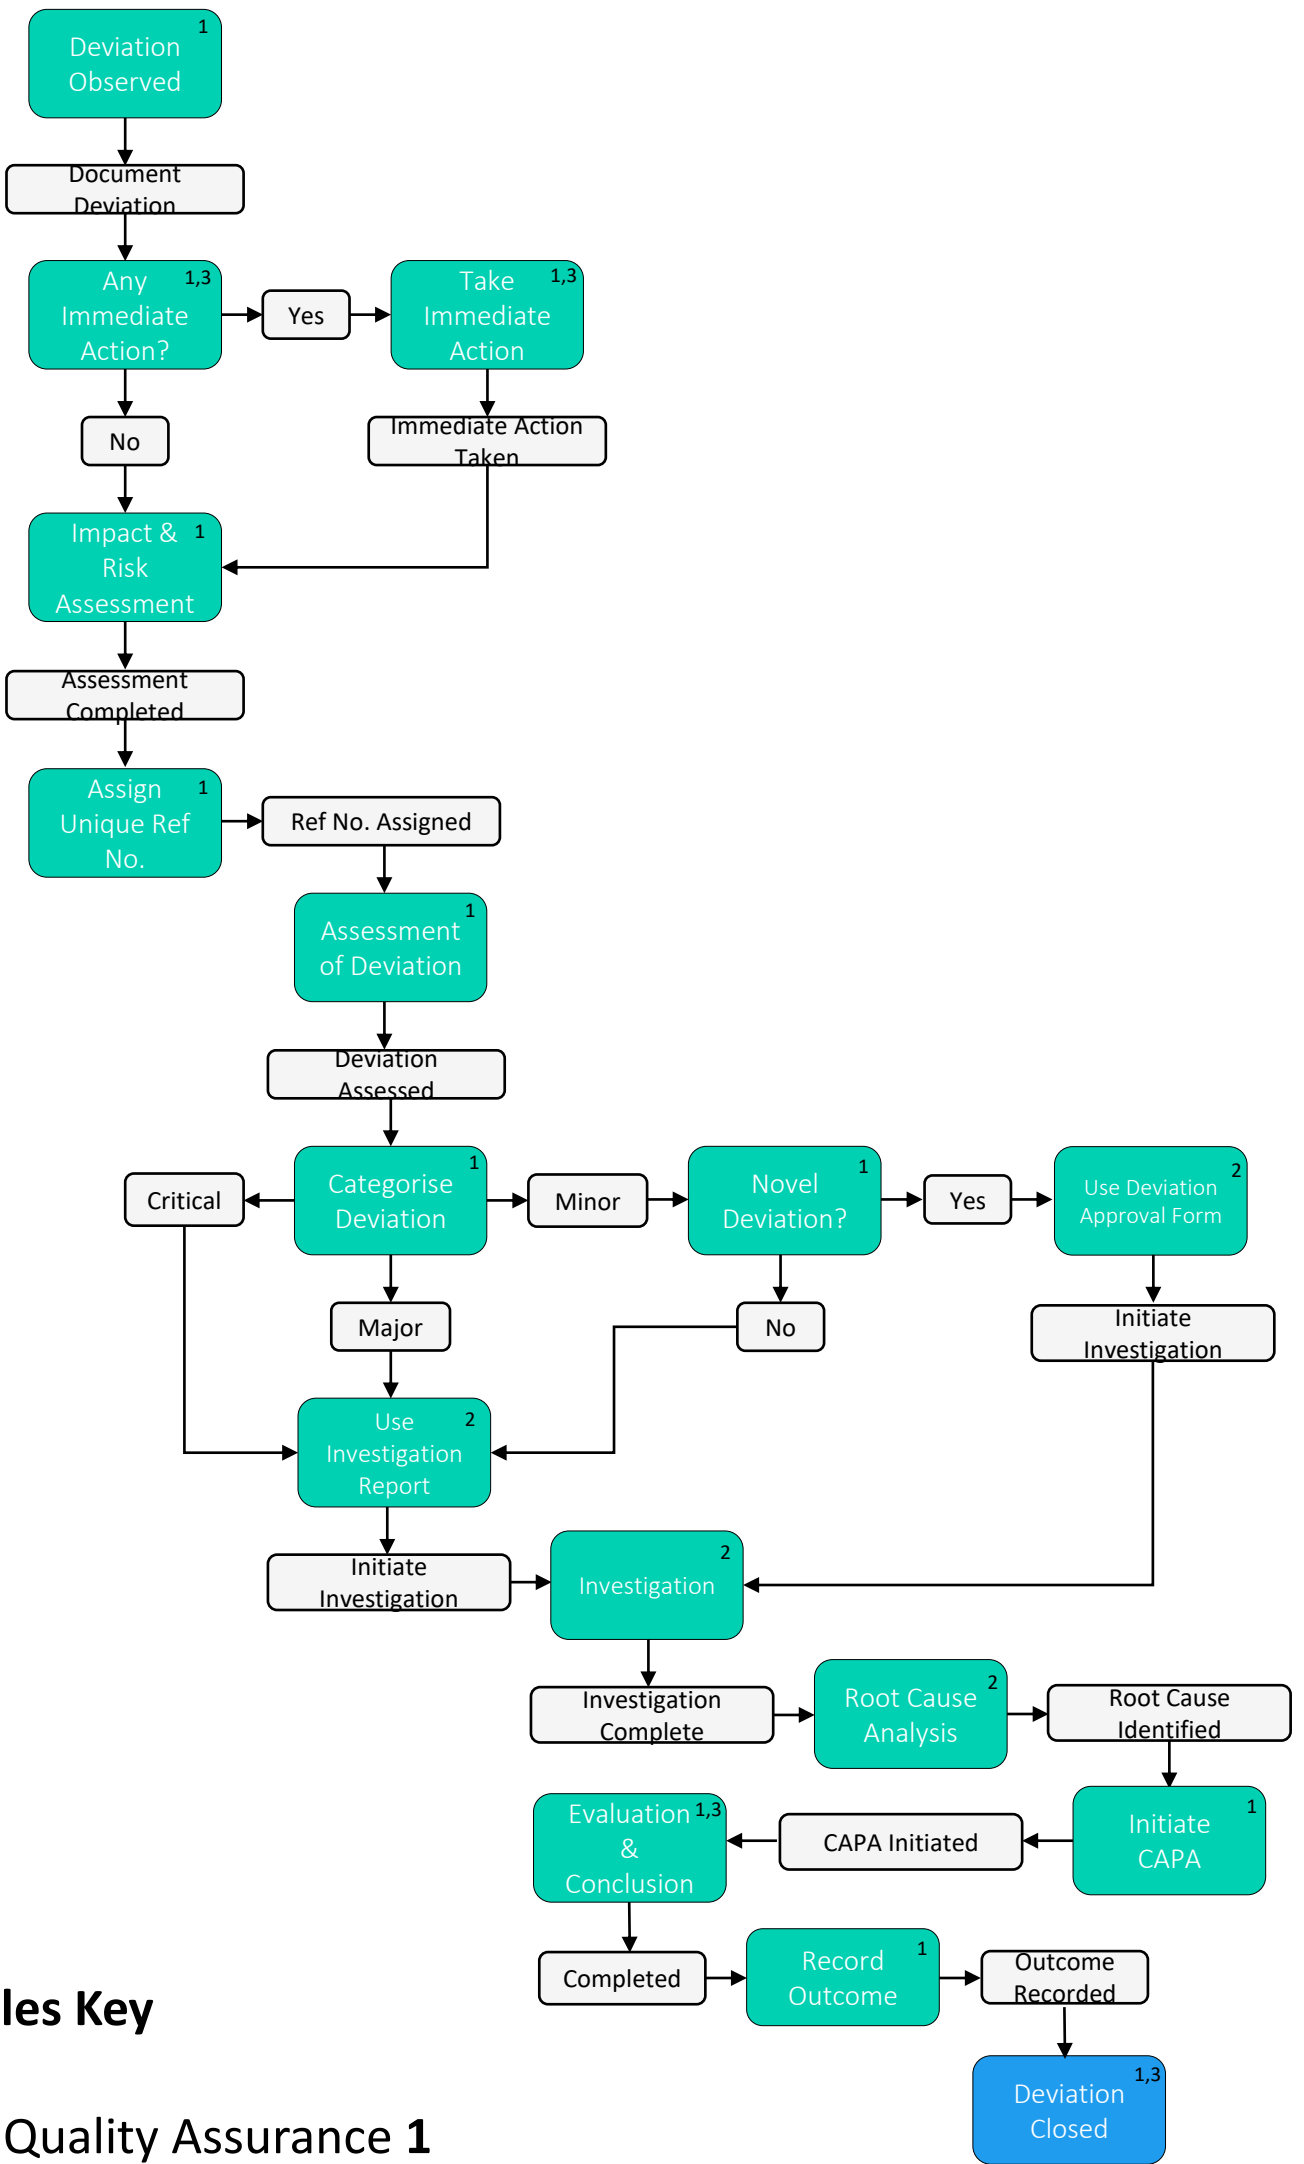 1
Deviation
Observed
Document
Deviation
Any
Immediate
Action?
1,3
Yes
Take
Immediate
Action
1,3
No
Immediate Action
Taken
Impact &
Risk
Assessment
1
Assessment
Completed
Assign
Unique Ref
No.
1
Ref No. Assigned
Assessment
of Deviation
1
Deviation
Assessed
Critical
Categorise
Deviation
1
Minor
Novel
Deviation?
1
Yes
Use Deviation
Approval Form
2
Major
No
Initiate
Investigation
Use
Investigation
Report
2
Initiate
Investigation
Investigation
2
Investigation
Complete
Root Cause
Analysis
2
Root Cause
Identified
Initiate
CAPA
1
CAPA Initiated
Evaluation
&
Conclusion
1,3
Completed
Record
Outcome
1
Outcome
Recorded
Deviation
Closed
1,3
les Key
Quality Assurance 1